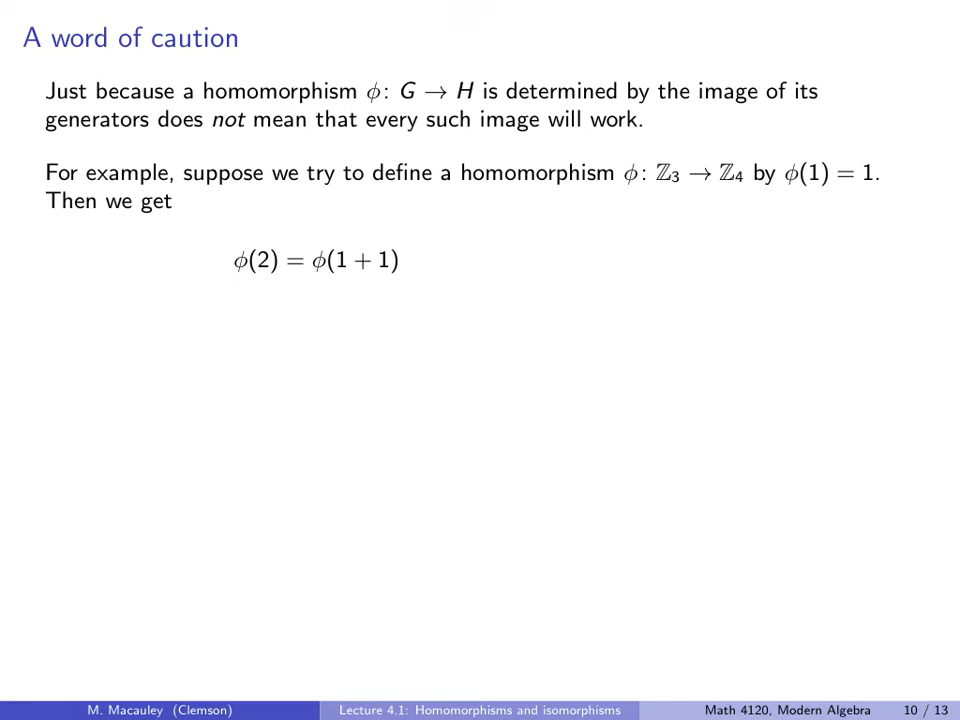 A word of caution
Just because a homomorphism ϕ: G → H is determined by the image of its
generators does not mean that every such image will work.
For example, suppose we try to define a homomorphism ϕ: ℤ₃ → ℤ₄ by ϕ(1) = 1.
Then we get
ϕ(2) = ϕ(1 + 1)
M. Macauley (Clemson)
Lecture 4.1: Homomorphisms and isomorphisms
Math 4120, Modern Algebra
10 / 13